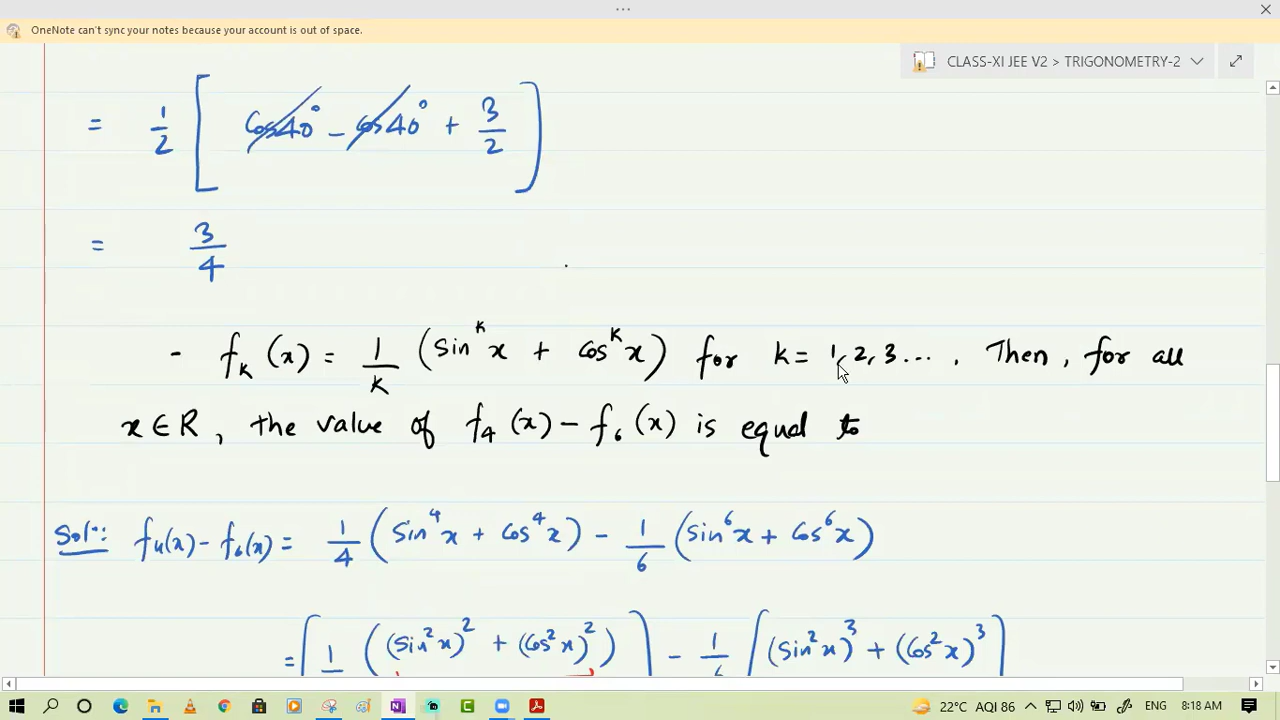 ...
OneNote can't sync your notes because your account is out of space.
CLASS-XI JEE V2 > TRIGONOMETRY-2
= 1/2 [ cos40° - cos40° + 3/2 ]
= 3/4
- f_k (x) = 1/k (sin^k x + cos^k x) for k = 1, 2, 3... . Then, for all
x ∈ R, the value of f_4 (x) - f_6 (x) is equal to
Solⁿ: f_4(x) - f_6(x) = 1/4 (sin^4 x + cos^4 x) - 1/6 (sin^6 x + cos^6 x)
= [ 1 ((sin^2 x)^2 + (cos^2 x)^2) ] - 1/6 [ (sin^2 x)^3 + (cos^2 x)^3 ]
22°C AQI 86 ENG 8:18 AM